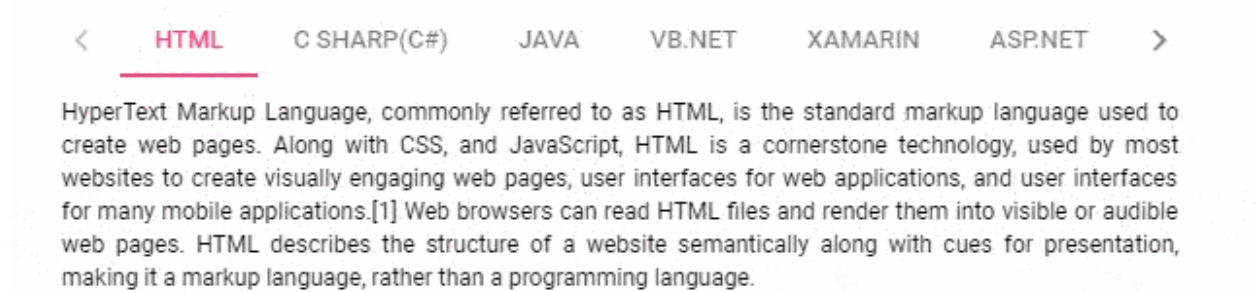 HTML C SHARP(C#) JAVA VB.NET XAMARIN ASP.NET
HyperText Markup Language, commonly referred to as HTML, is the standard markup language used to
create web pages. Along with CSS, and JavaScript, HTML is a cornerstone technology, used by most
websites to create visually engaging web pages, user interfaces for web applications, and user interfaces
for many mobile applications.[1] Web browsers can read HTML files and render them into visible or audible
web pages. HTML describes the structure of a website semantically along with cues for presentation,
making it a markup language, rather than a programming language.